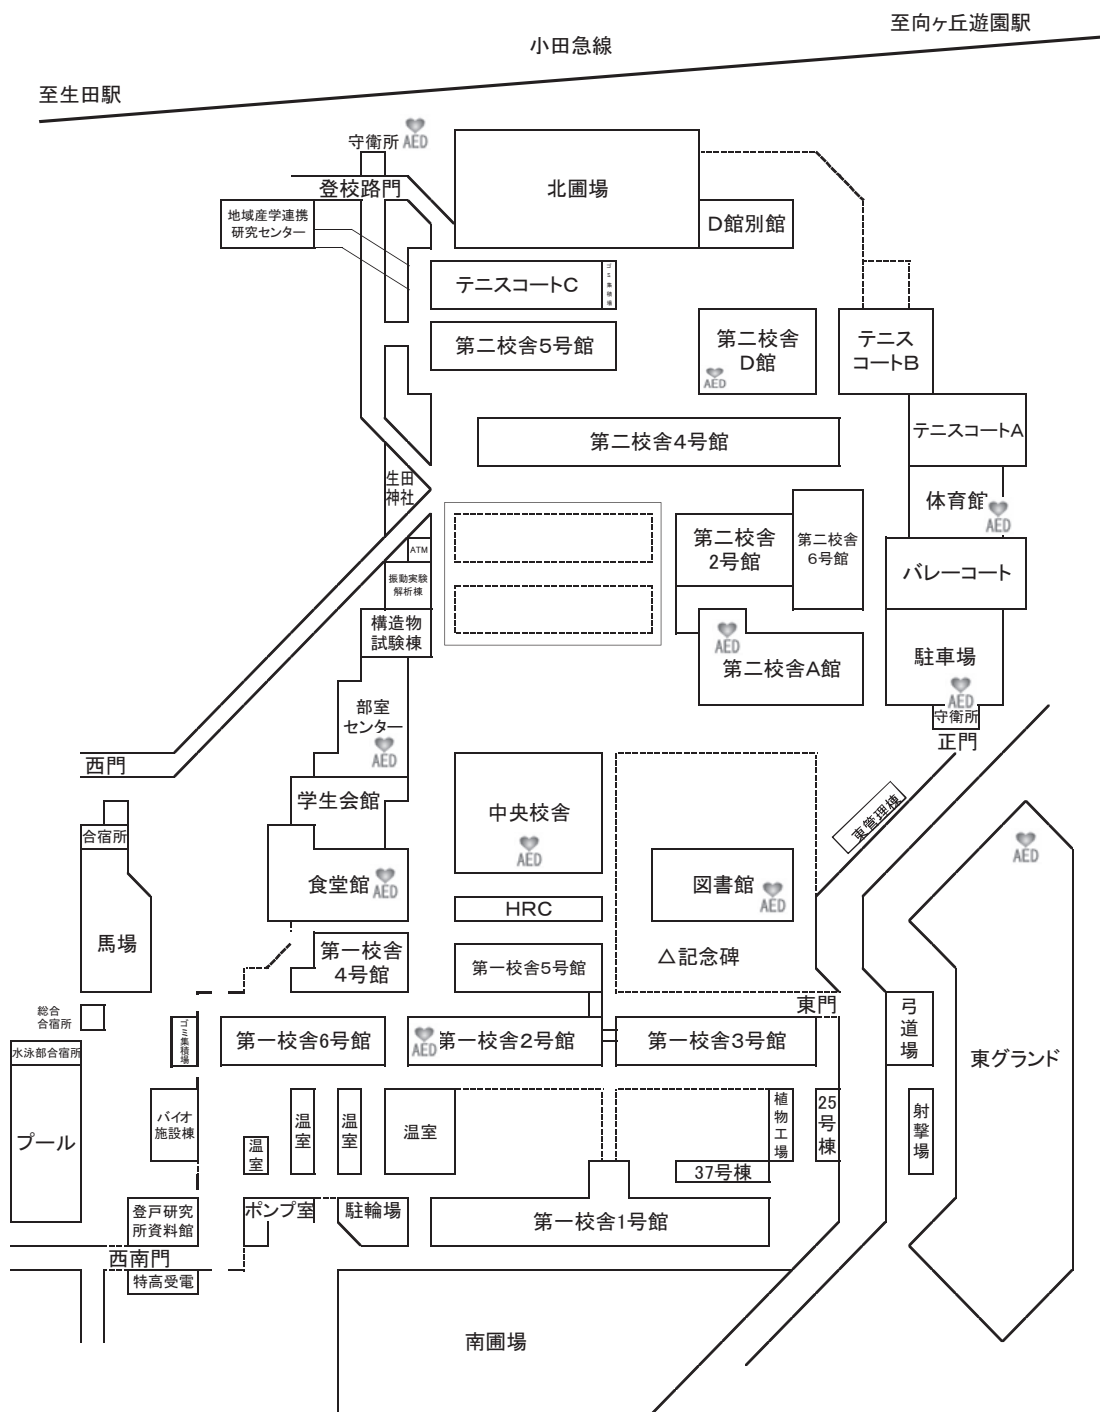 至向ヶ丘遊園駅
小田急線
至生田駅
守衛所
AED
登校路門
北圃場
地域産学連携
研究センター
D館別館
テニスコートC
ゴミ集積場
第二校舎5号館
第二校舎
D館
AED
テニス
コートB
第二校舎4号館
テニスコートA
生田
神社
体育館
AED
第二校舎
2号館
第二校舎
6号館
ATM
振動実験
解析棟
バレーコート
構造物
試験棟
AED
第二校舎A館
駐車場
AED
守衛所
正門
部室
センター
AED
西門
学生会館
中央校舎
AED
東管理棟
合宿所
AED
食堂館
AED
図書館
AED
HRC
馬場
第一校舎
4号館
第一校舎5号館
△記念碑
東門
総合
合宿所
ゴミ集積場
第一校舎6号館
AED
第一校舎2号館
第一校舎3号館
弓道場
東グランド
水泳部合宿所
プール
バイオ
施設棟
温室
温室
温室
温室
植物工場
25号棟
射撃場
37号棟
登戸研究
所資料館
ポンプ室
駐輪場
第一校舎1号館
西南門
特高受電
南圃場